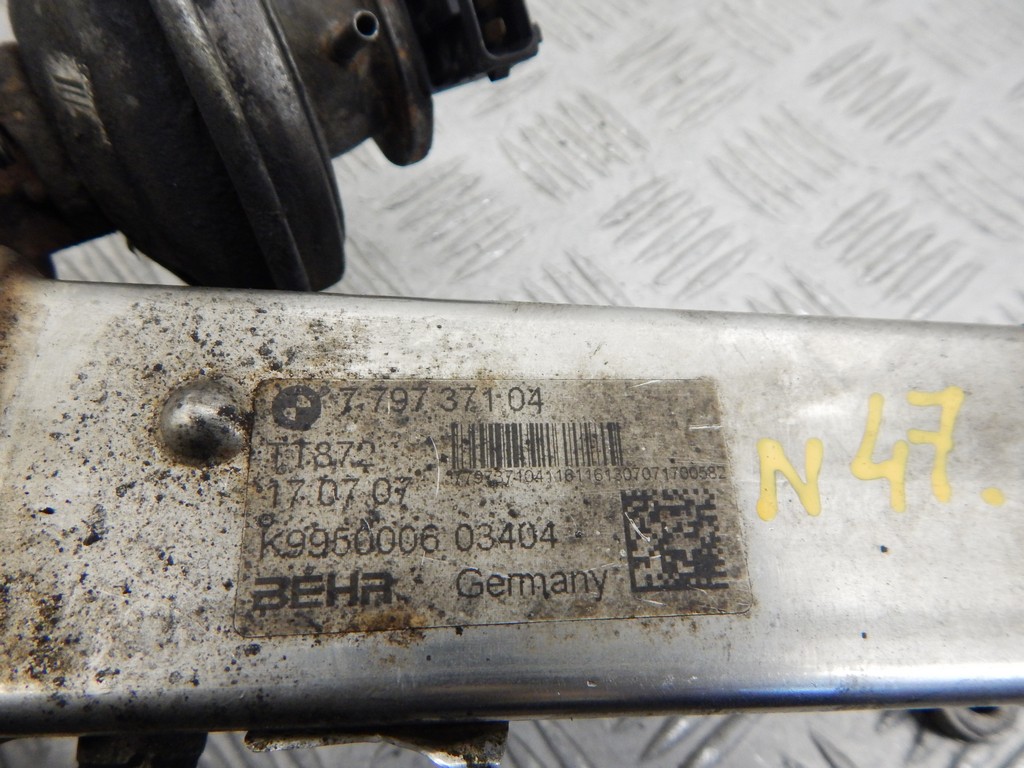 7.797 371 04
T1872
17.07.07
K9950006 03404
BEHR Germany
N 47.